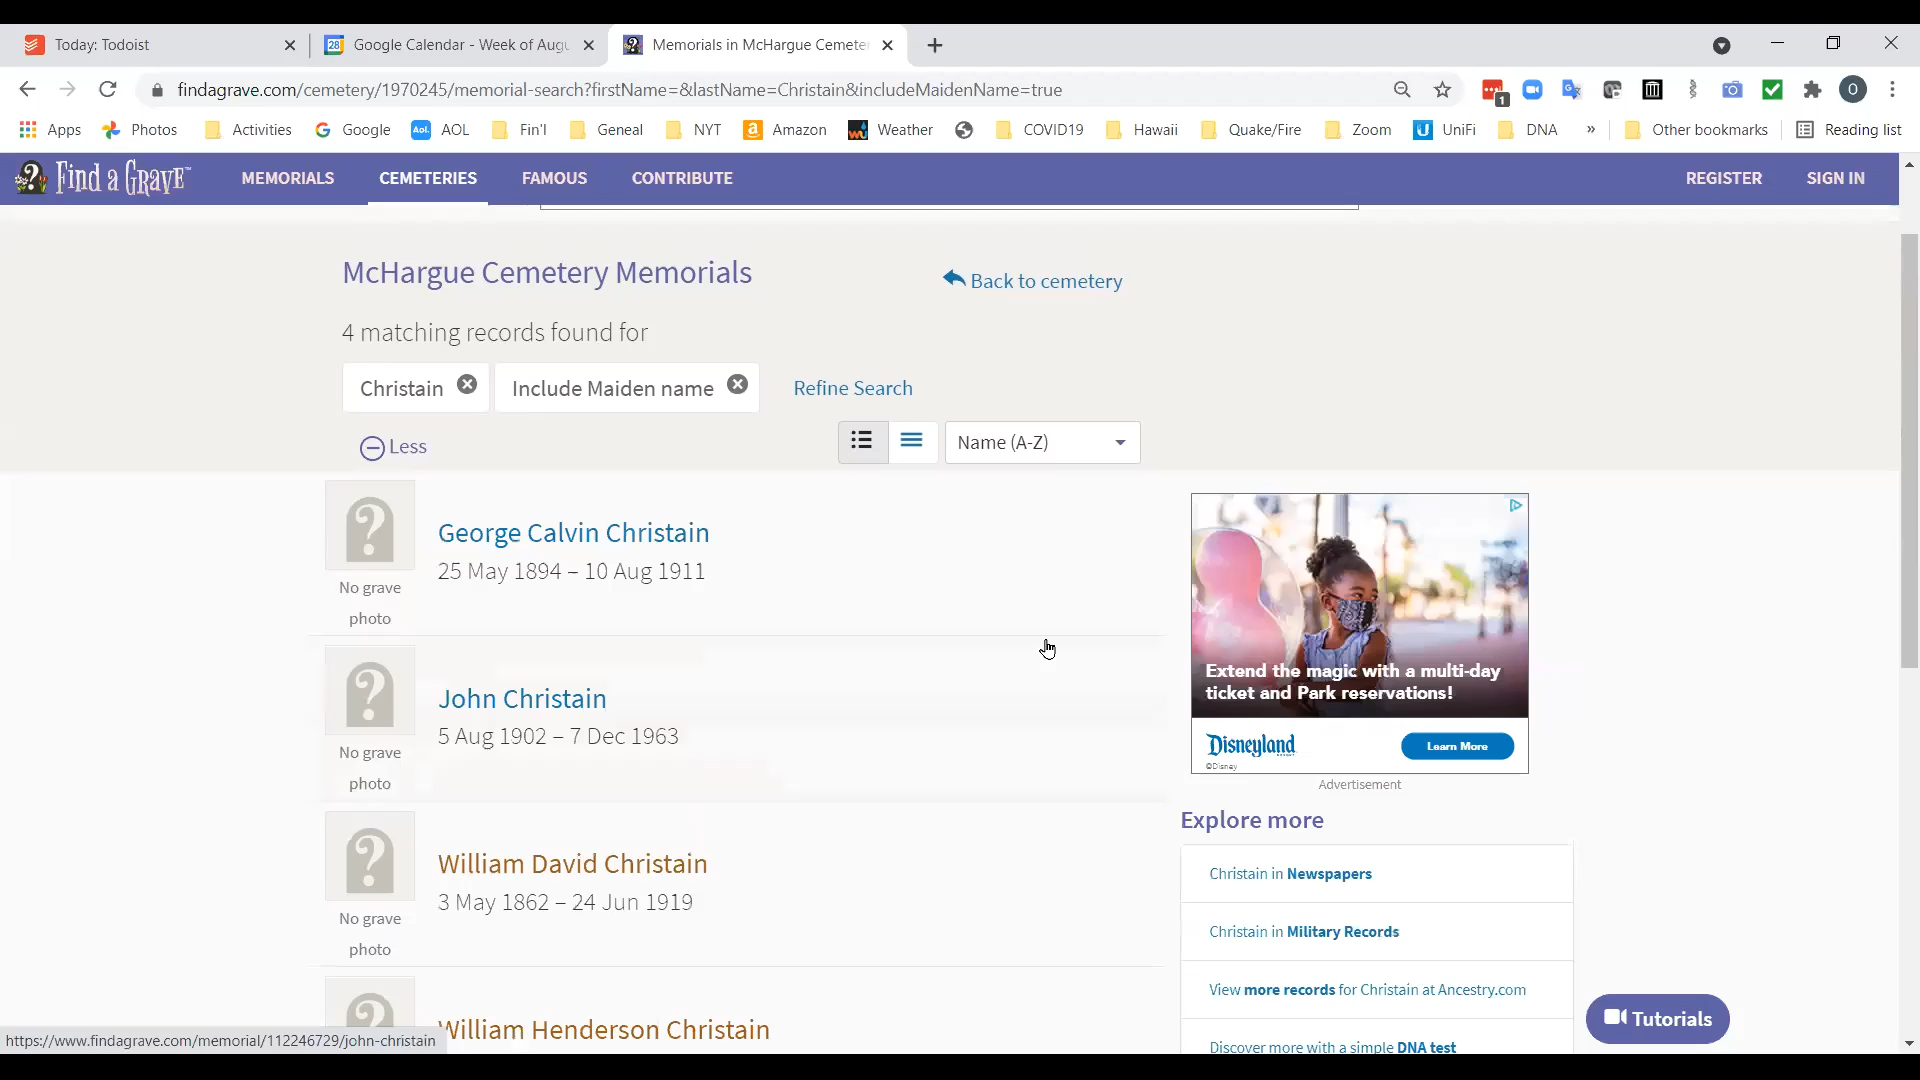 Today: Todoist
Google Calendar - Week of Augu
Memorials in McHargue Cemeter
findagrave.com/cemetery/1970245/memorial-search?firstName=&lastName=Christain&includeMaidenName=true
1
O
Apps Photos Activities Google AOL Fin'l Geneal NYT Amazon Weather COVID19 Hawaii Quake/Fire Zoom UniFi DNA » Other bookmarks Reading list
Find a Grave™ MEMORIALS CEMETERIES FAMOUS CONTRIBUTE REGISTER SIGN IN
McHargue Cemetery Memorials
Back to cemetery
4 matching records found for
Christain Include Maiden name Refine Search
Less
Name (A-Z)
George Calvin Christain
25 May 1894 – 10 Aug 1911
No grave
photo
John Christain
5 Aug 1902 – 7 Dec 1963
No grave
photo
William David Christain
3 May 1862 – 24 Jun 1919
No grave
photo
William Henderson Christain
Extend the magic with a multi-day
ticket and Park reservations!
Disneyland
©Disney
Learn More
Advertisement
Explore more
Christain in Newspapers
Christain in Military Records
View more records for Christain at Ancestry.com
Discover more with a simple DNA test
Tutorials
https://www.findagrave.com/memorial/112246729/john-christain